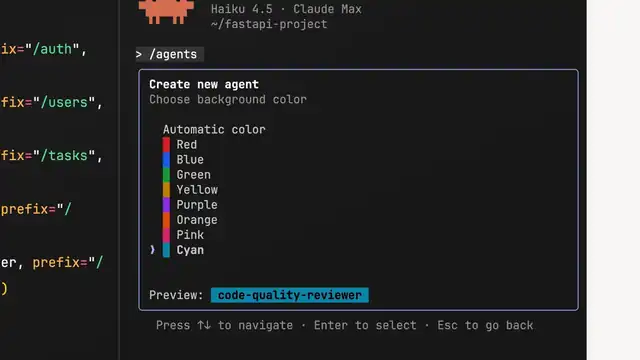 Haiku 4.5 · Claude Max
~/fastapi-project
> /agents
Create new agent
Choose background color
Automatic color
Red
Blue
Green
Yellow
Purple
Orange
Pink
❯ Cyan
Preview: code-quality-reviewer
Press ↑↓ to navigate · Enter to select · Esc to go back
fix="/auth",
fix="/users",
fix="/tasks",
prefix="/
er, prefix="/
)